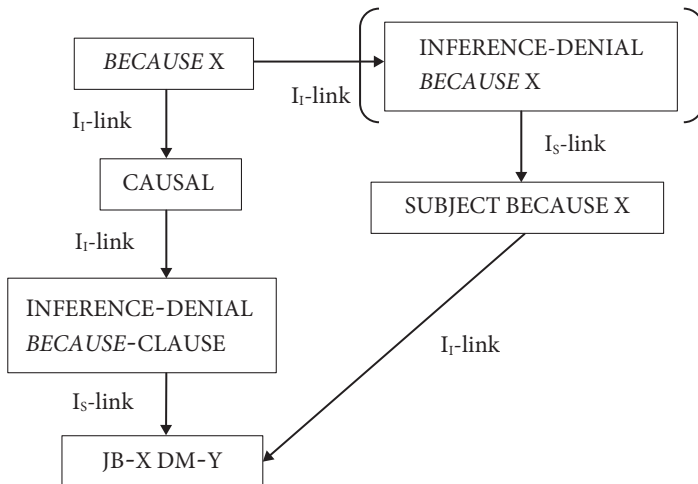 BECAUSE X
I_I-link
INFERENCE-DENIAL
BECAUSE X
I_I-link
I_S-link
CAUSAL
SUBJECT BECAUSE X
I_I-link
INFERENCE-DENIAL
BECAUSE-CLAUSE
I_I-link
I_S-link
JB-X DM-Y